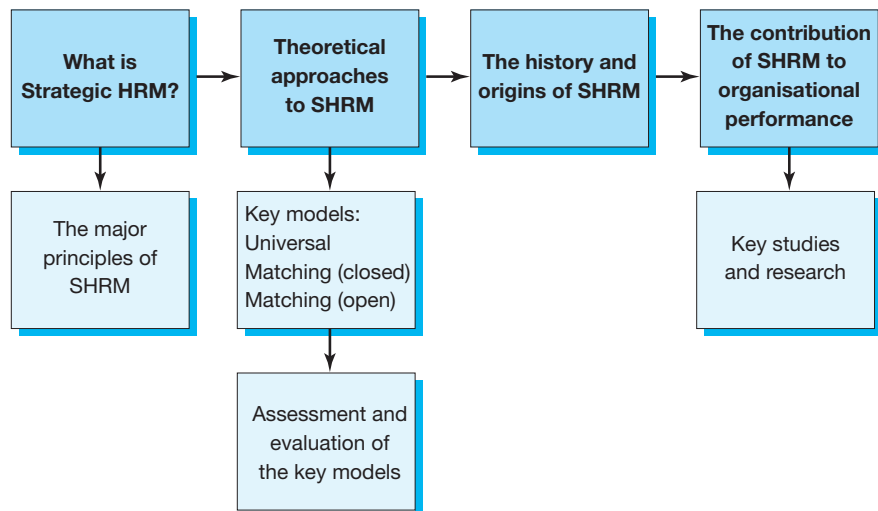 What is
Strategic HRM?
Theoretical
approaches
to SHRM
The history and
origins of SHRM
The contribution
of SHRM to
organisational
performance
The major
principles of
SHRM
Key models:
Universal
Matching (closed)
Matching (open)
Key studies
and research
Assessment and
evaluation of
the key models